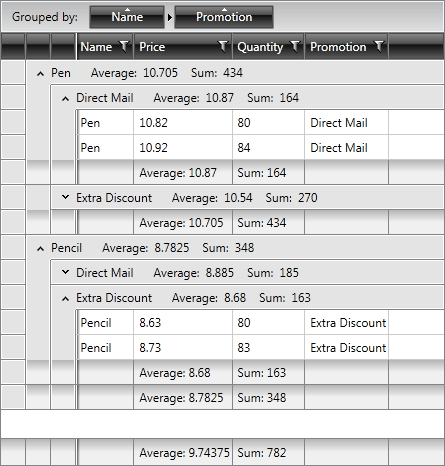 Grouped by: Name Promotion
Name Price Quantity Promotion
Pen Average: 10.705 Sum: 434
Direct Mail Average: 10.87 Sum: 164
Pen 10.82 80 Direct Mail
Pen 10.92 84 Direct Mail
Average: 10.87 Sum: 164
Extra Discount Average: 10.54 Sum: 270
Average: 10.705 Sum: 434
Pencil Average: 8.7825 Sum: 348
Direct Mail Average: 8.885 Sum: 185
Extra Discount Average: 8.68 Sum: 163
Pencil 8.63 80 Extra Discount
Pencil 8.73 83 Extra Discount
Average: 8.68 Sum: 163
Average: 8.7825 Sum: 348
Average: 9.74375 Sum: 782